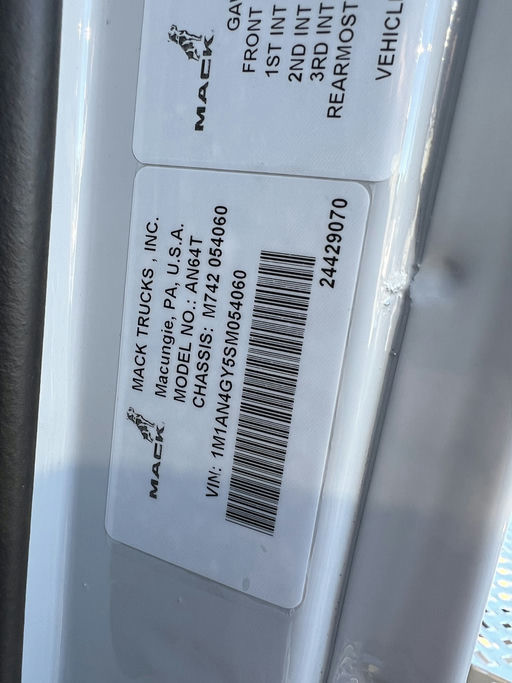 MACK
GAV
FRONT
1ST INT
2ND INT
3RD INT
REARMOST
VEHICL
MACK
MACK TRUCKS , INC.
Macungie, PA, U.S.A.
MODEL NO.: AN64T
CHASSIS: M742 054060
VIN: 1M1AN4GY5SM054060
24429070